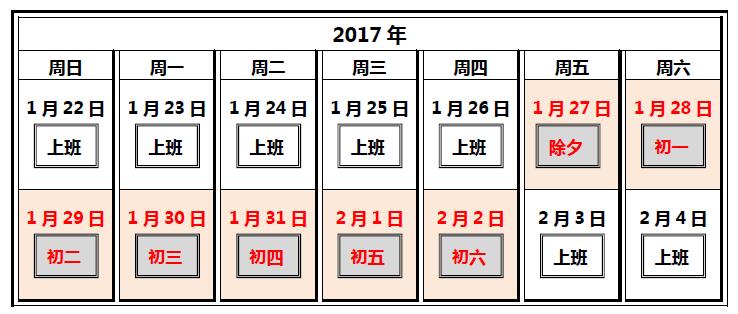 2017 年
周日 周一 周二 周三 周四 周五 周六
1 月 22 日 1 月 23 日 1 月 24 日 1 月 25 日 1 月 26 日 1 月 27 日 1 月 28 日
上班 上班 上班 上班 上班 除夕 初一
1 月 29 日 1 月 30 日 1 月 31 日 2 月 1 日 2 月 2 日 2 月 3 日 2 月 4 日
初二 初三 初四 初五 初六 上班 上班